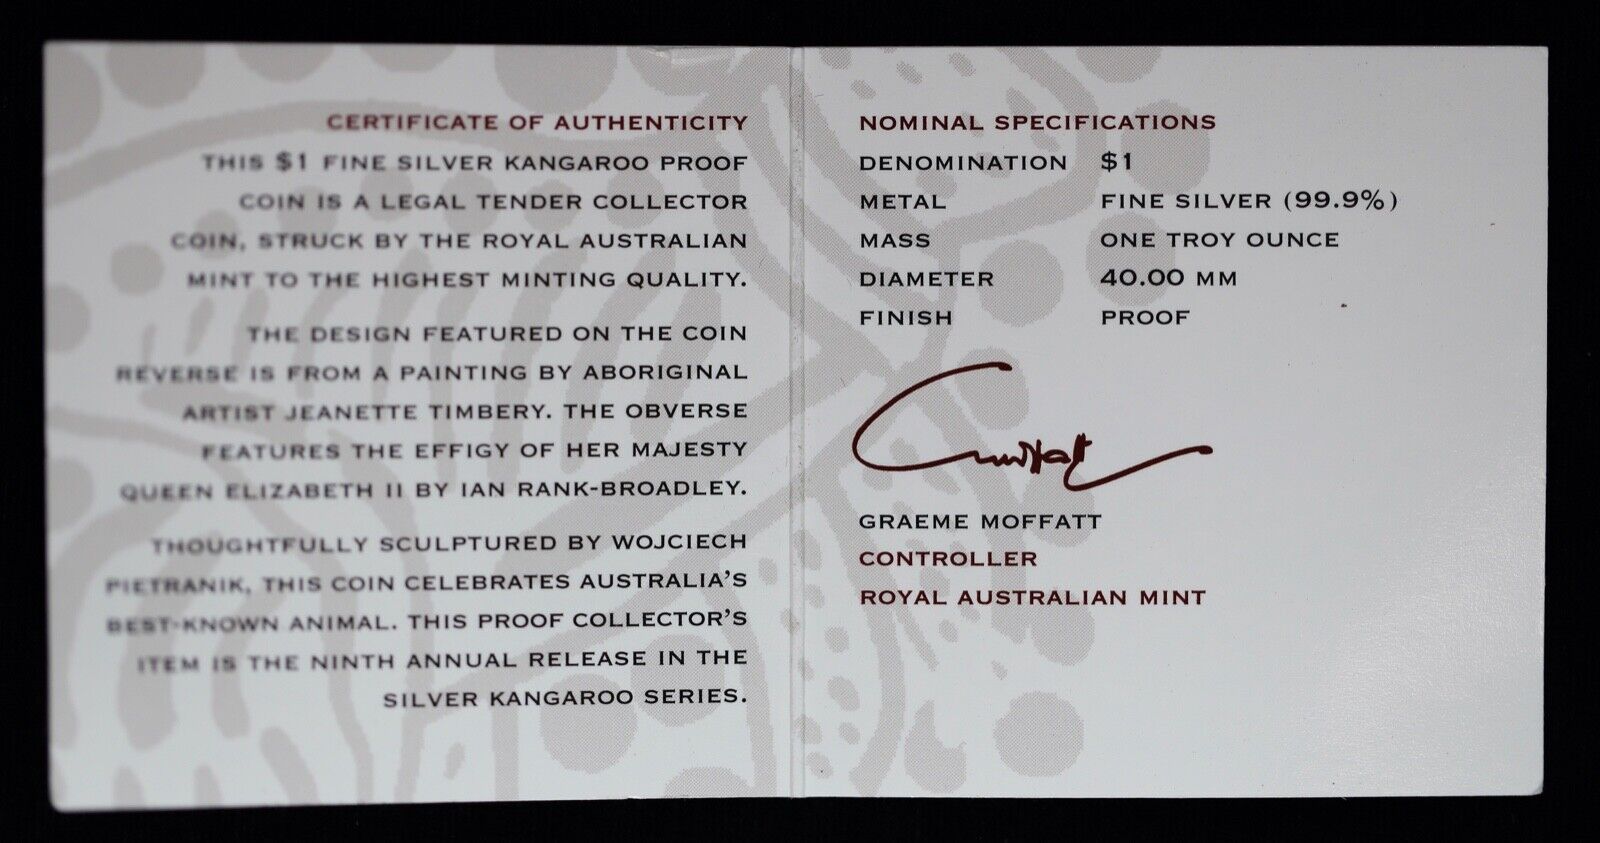 CERTIFICATE OF AUTHENTICITY
THIS $1 FINE SILVER KANGAROO PROOF
COIN IS A LEGAL TENDER COLLECTOR
COIN, STRUCK BY THE ROYAL AUSTRALIAN
MINT TO THE HIGHEST MINTING QUALITY.
THE DESIGN FEATURED ON THE COIN
REVERSE IS FROM A PAINTING BY ABORIGINAL
ARTIST JEANETTE TIMBERY. THE OBVERSE
FEATURES THE EFFIGY OF HER MAJESTY
QUEEN ELIZABETH II BY IAN RANK-BROADLEY.
THOUGHTFULLY SCULPTURED BY WOJCIECH
PIETRANIK, THIS COIN CELEBRATES AUSTRALIA'S
BEST-KNOWN ANIMAL. THIS PROOF COLLECTOR'S
ITEM IS THE NINTH ANNUAL RELEASE IN THE
SILVER KANGAROO SERIES.
NOMINAL SPECIFICATIONS
DENOMINATION $1
METAL FINE SILVER (99.9%)
MASS ONE TROY OUNCE
DIAMETER 40.00 MM
FINISH PROOF
GRAEME MOFFATT
CONTROLLER
ROYAL AUSTRALIAN MINT